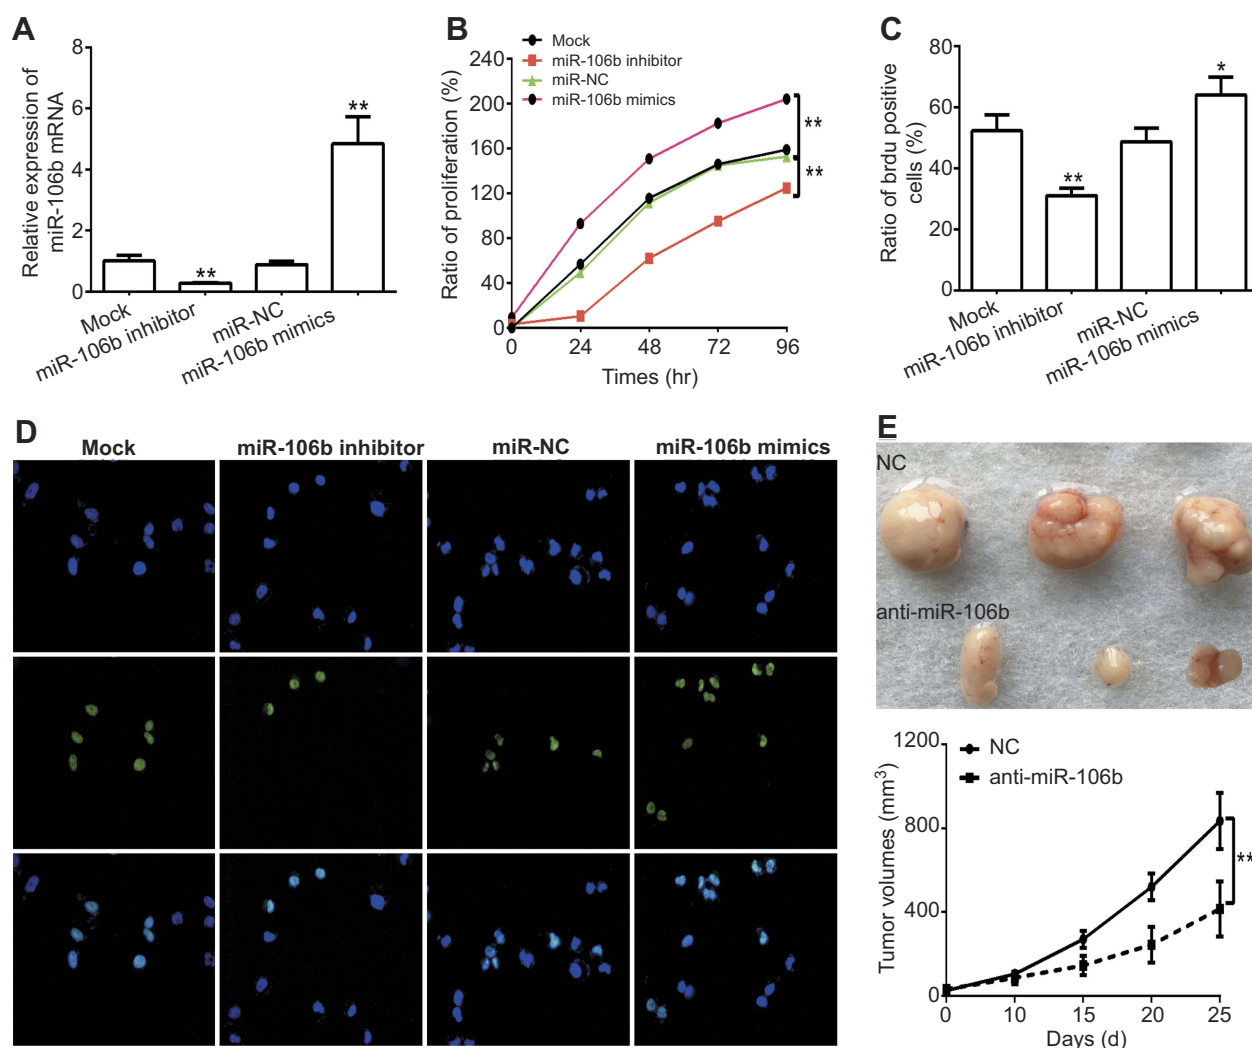 A
Relative expression of
miR-106b mRNA
8
6
4
2
0
**
**
Mock
miR-106b inhibitor
miR-NC
miR-106b mimics
B
Mock
miR-106b inhibitor
miR-NC
miR-106b mimics
Ratio of proliferation (%)
240
200
160
120
80
40
0
**
**
0 24 48 72 96
Times (hr)
C
Ratio of brdu positive
cells (%)
80
60
40
20
0
**
*
Mock
miR-106b inhibitor
miR-NC
miR-106b mimics
D
Mock miR-106b inhibitor miR-NC miR-106b mimics
E
NC
anti-miR-106b
NC
anti-miR-106b
Tumor volumes (mm³)
1200
800
400
0
**
0 10 15 20 25
Days (d)